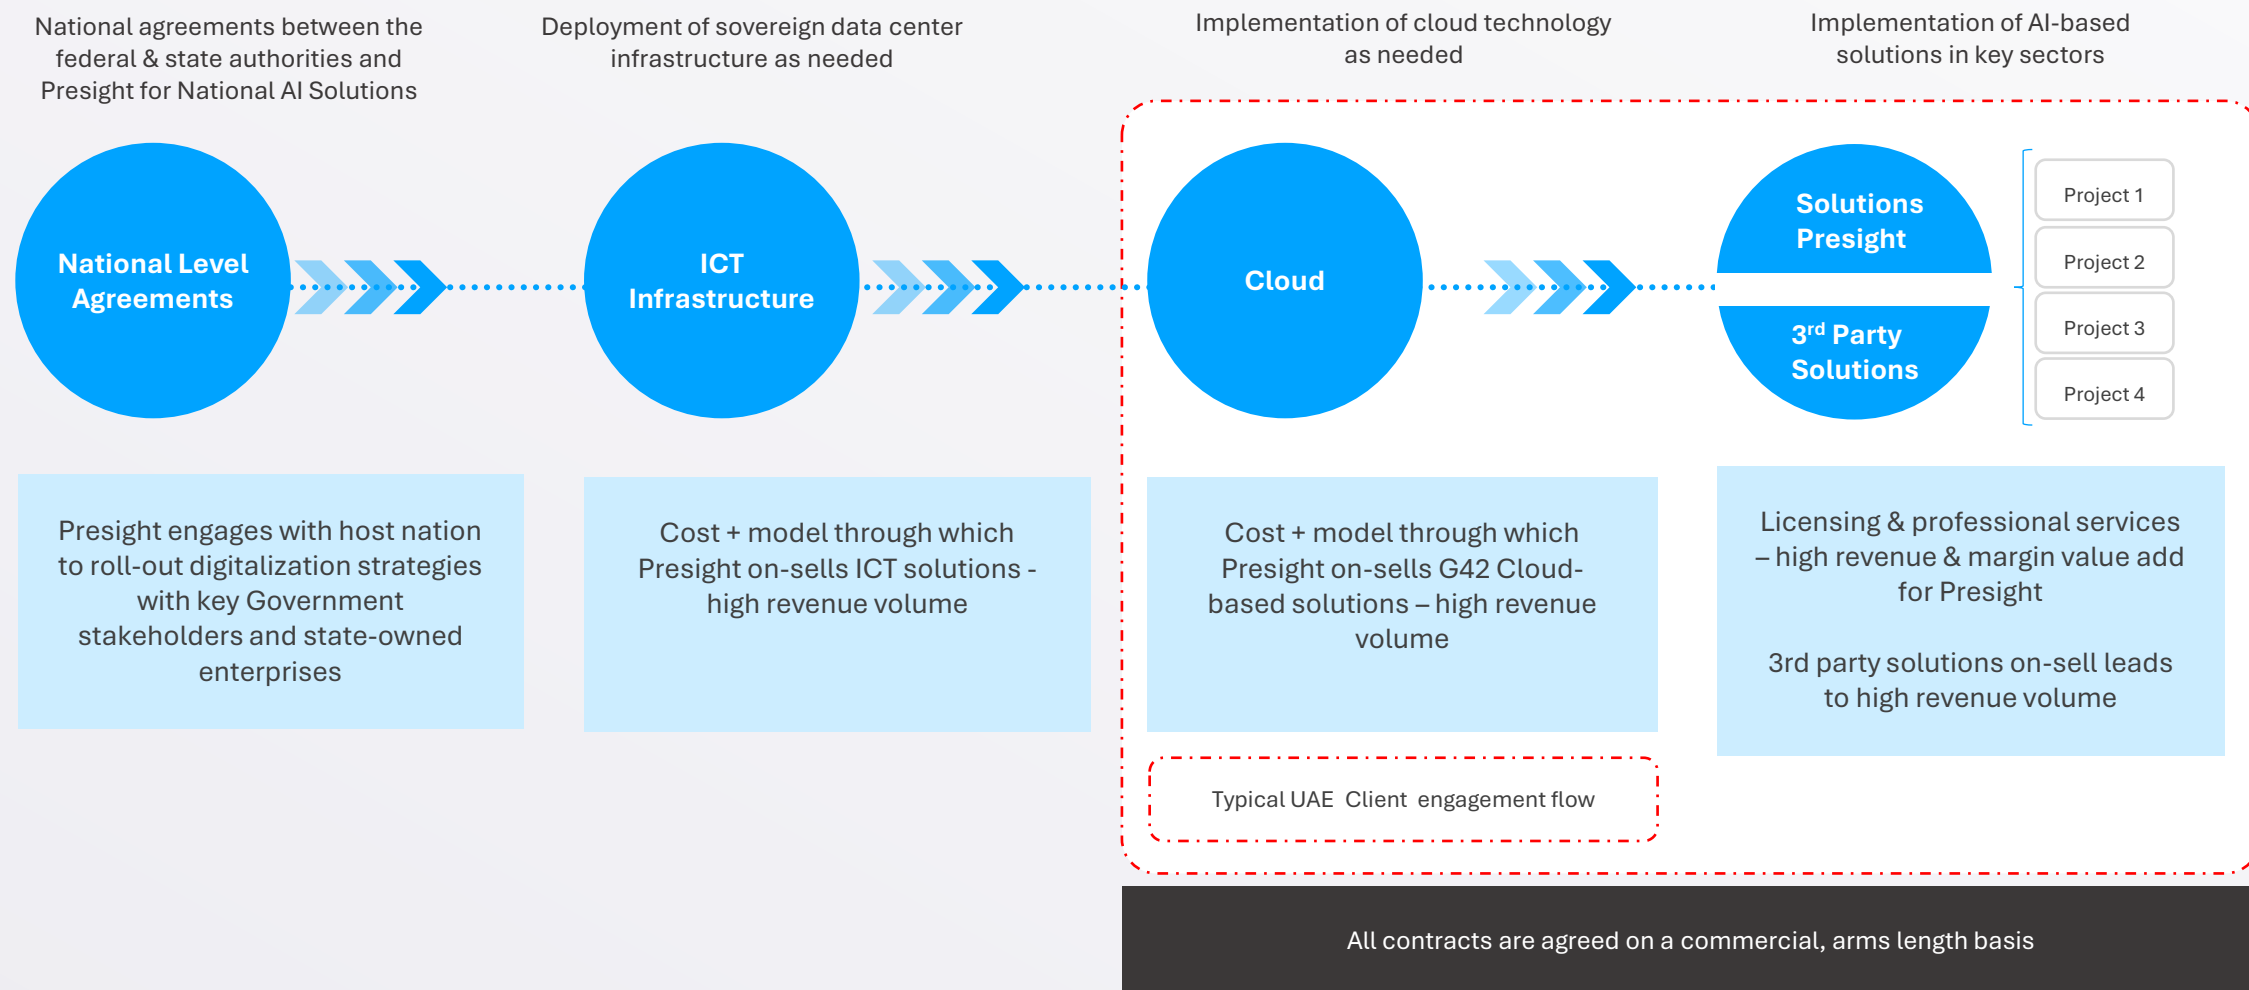 National agreements between the
federal & state authorities and
Presight for National AI Solutions
Deployment of sovereign data center
infrastructure as needed
Implementation of cloud technology
as needed
Implementation of AI-based
solutions in key sectors
National Level
Agreements
ICT
Infrastructure
Cloud
Solutions
Presight
3rd Party
Solutions
Project 1
Project 2
Project 3
Project 4
Presight engages with host nation
to roll-out digitalization strategies
with key Government
stakeholders and state-owned
enterprises
Cost + model through which
Presight on-sells ICT solutions -
high revenue volume
Cost + model through which
Presight on-sells G42 Cloud-
based solutions – high revenue
volume
Licensing & professional services
– high revenue & margin value add
for Presight
3rd party solutions on-sell leads
to high revenue volume
Typical UAE Client engagement flow
All contracts are agreed on a commercial, arms length basis